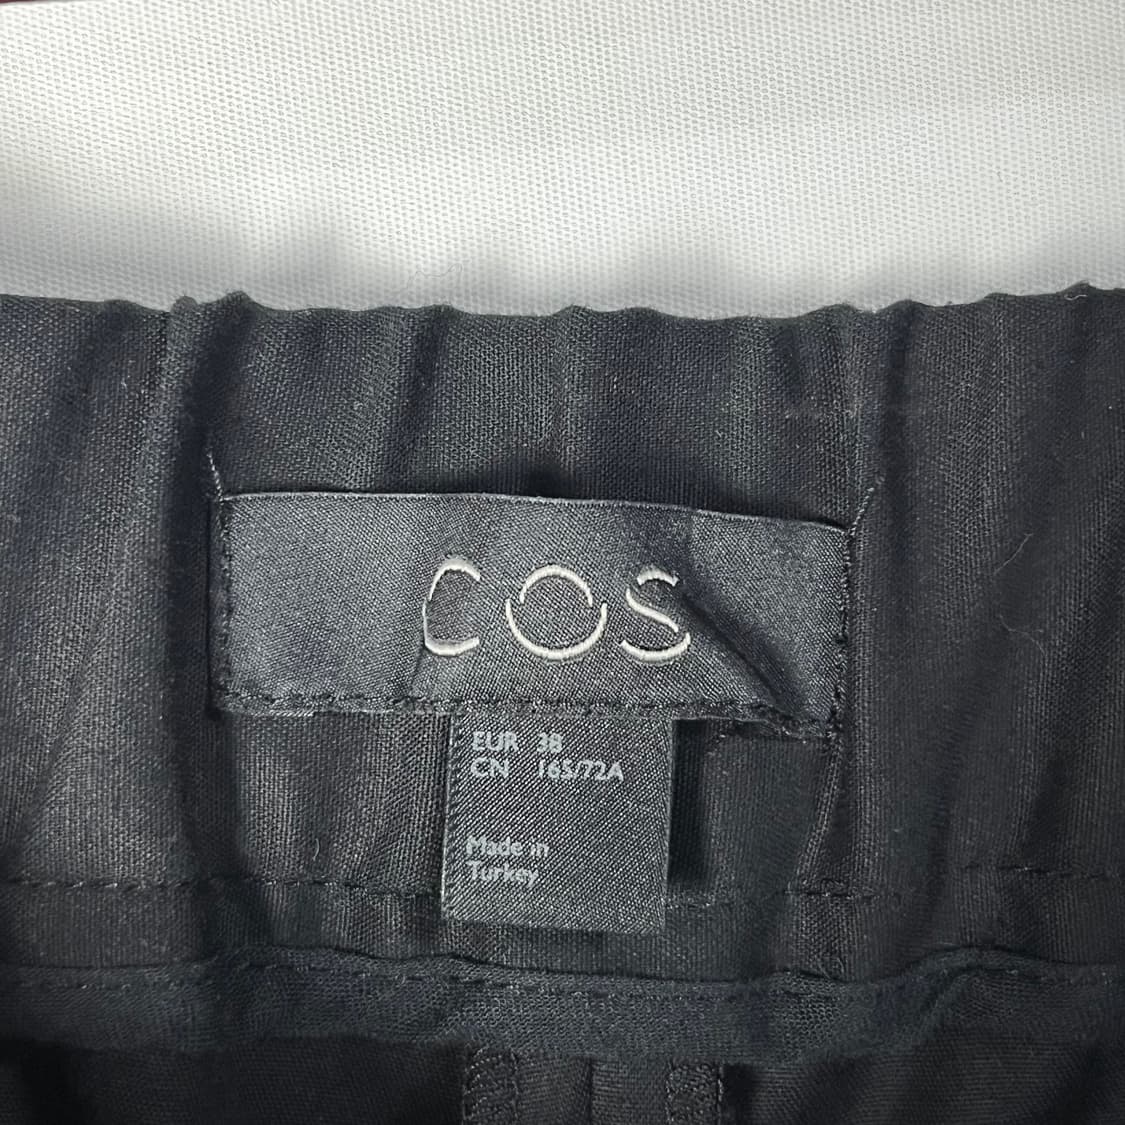 COS
EUR 38
CN 165/72A
Made in
Turkey